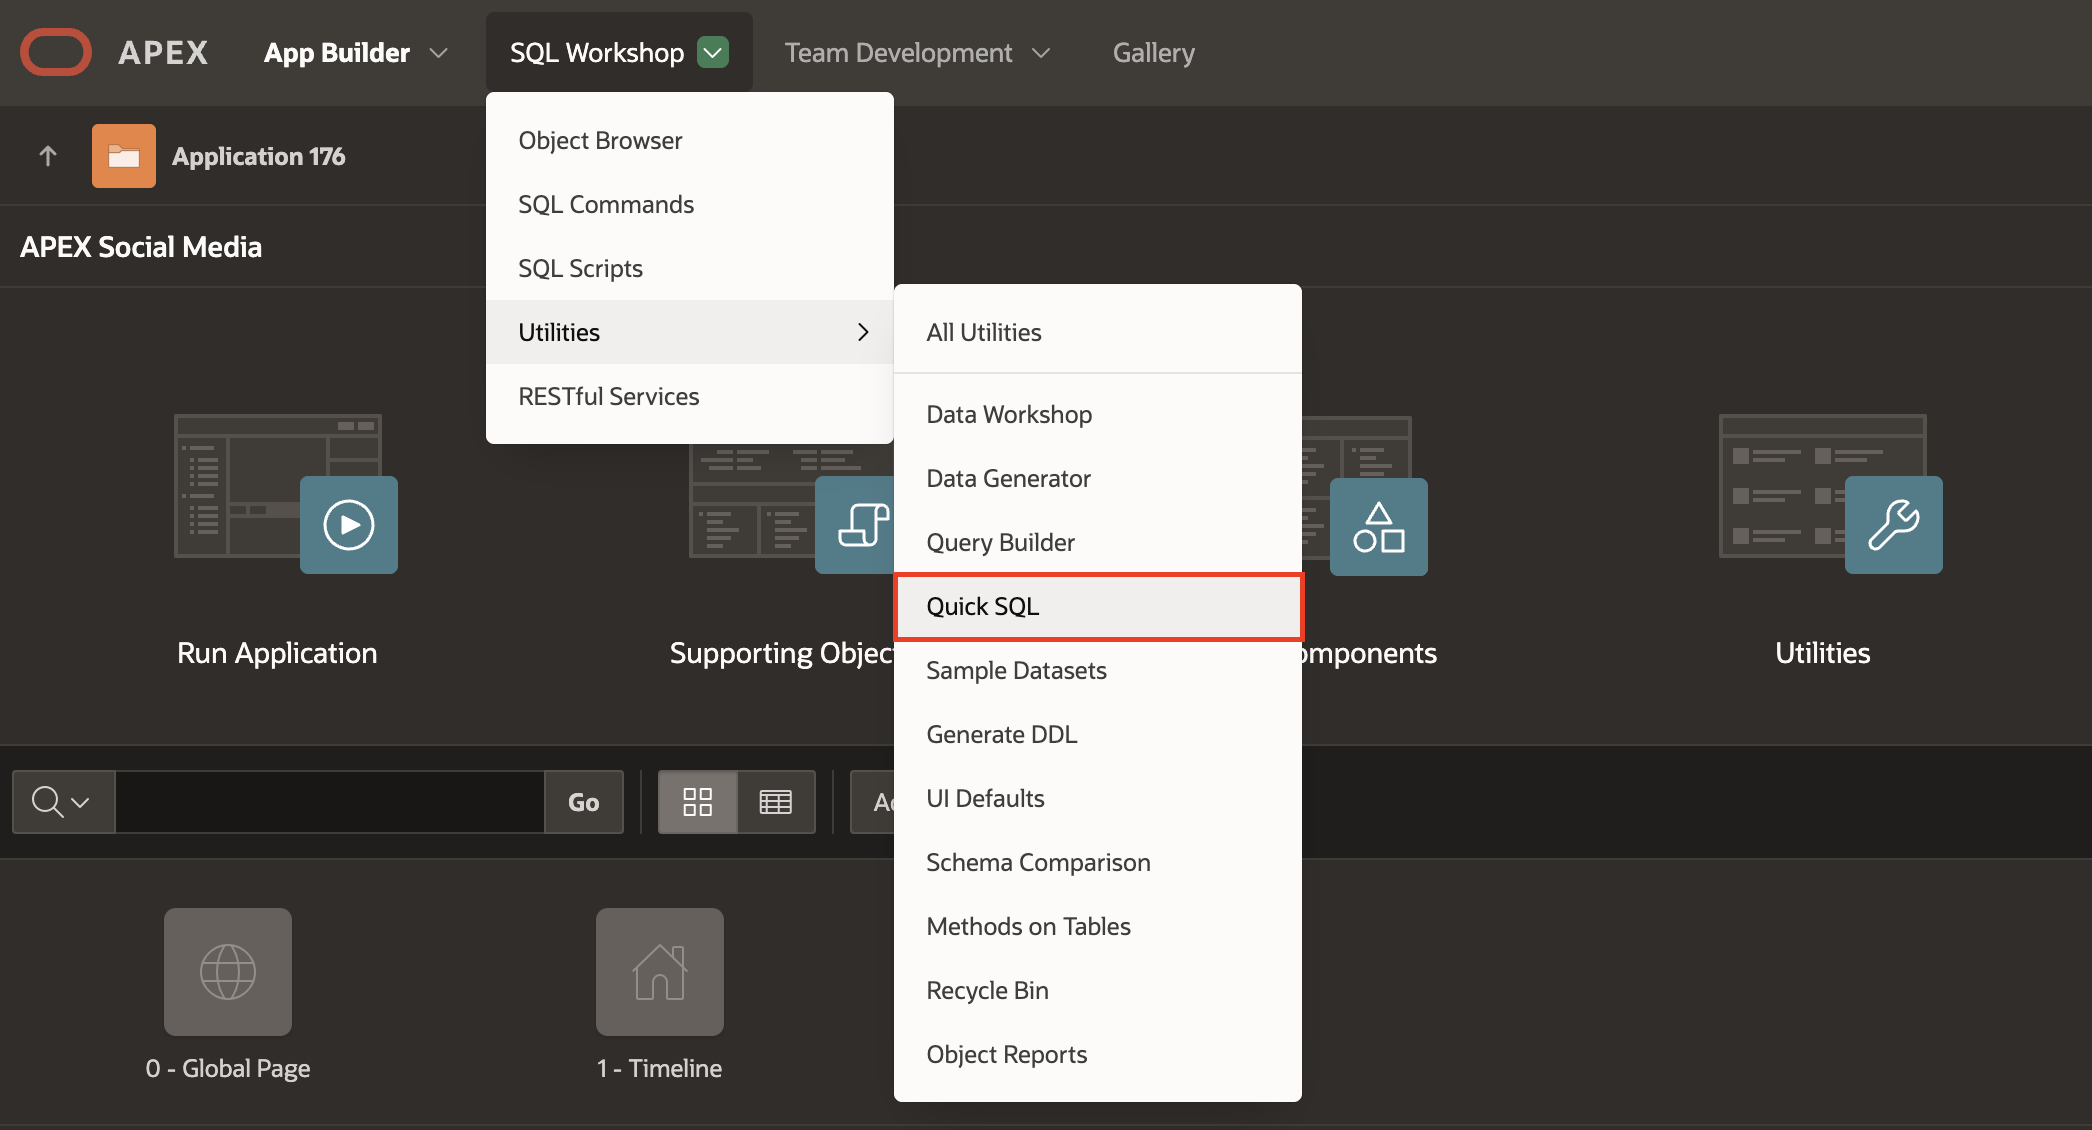 APEX App Builder SQL Workshop Team Development Gallery
Application 176
APEX Social Media
Object Browser
SQL Commands
SQL Scripts
Utilities
RESTful Services
All Utilities
Data Workshop
Data Generator
Query Builder
Quick SQL
Sample Datasets
Generate DDL
UI Defaults
Schema Comparison
Methods on Tables
Recycle Bin
Object Reports
Run Application
Supporting
Utilities
Go
0 - Global Page
1 - Timeline